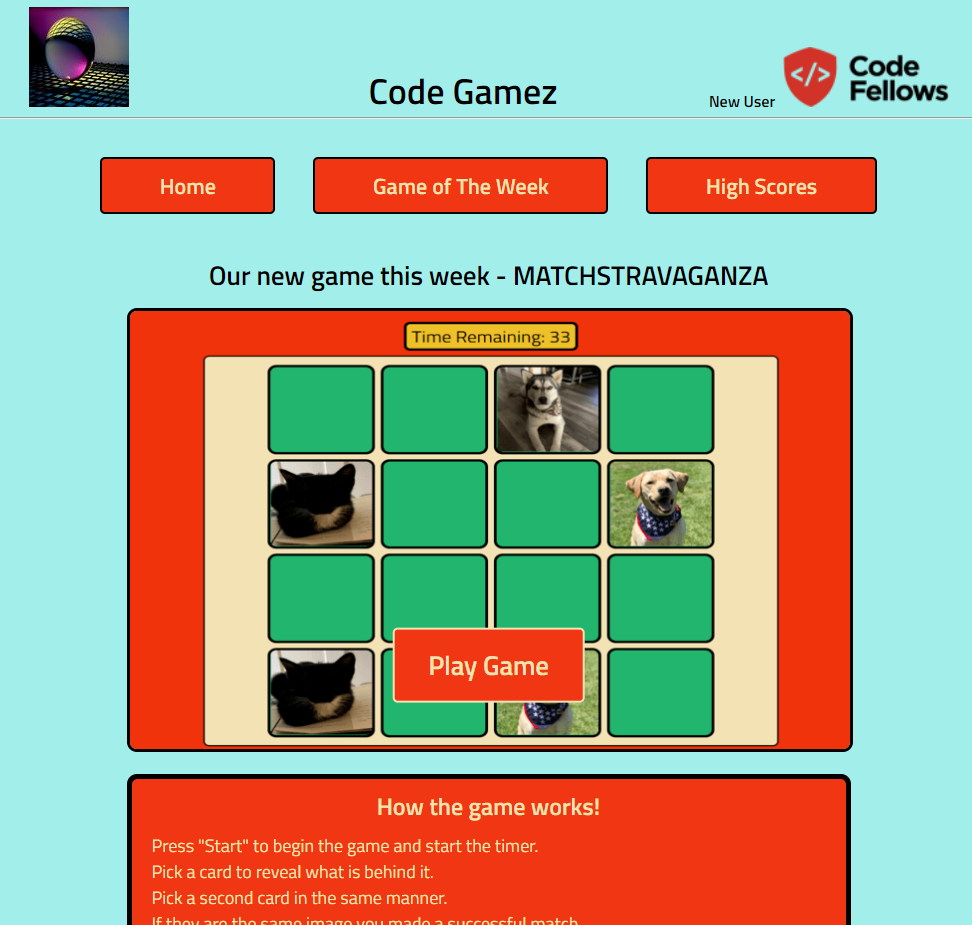 Code Gamez
New User
</>
Code
Fellows
Home
Game of The Week
High Scores
Our new game this week - MATCHSTRAVAGANZA
Time Remaining: 33
Play Game
How the game works!
Press "Start" to begin the game and start the timer.
Pick a card to reveal what is behind it.
Pick a second card in the same manner.
If they are the same image you made a successful match